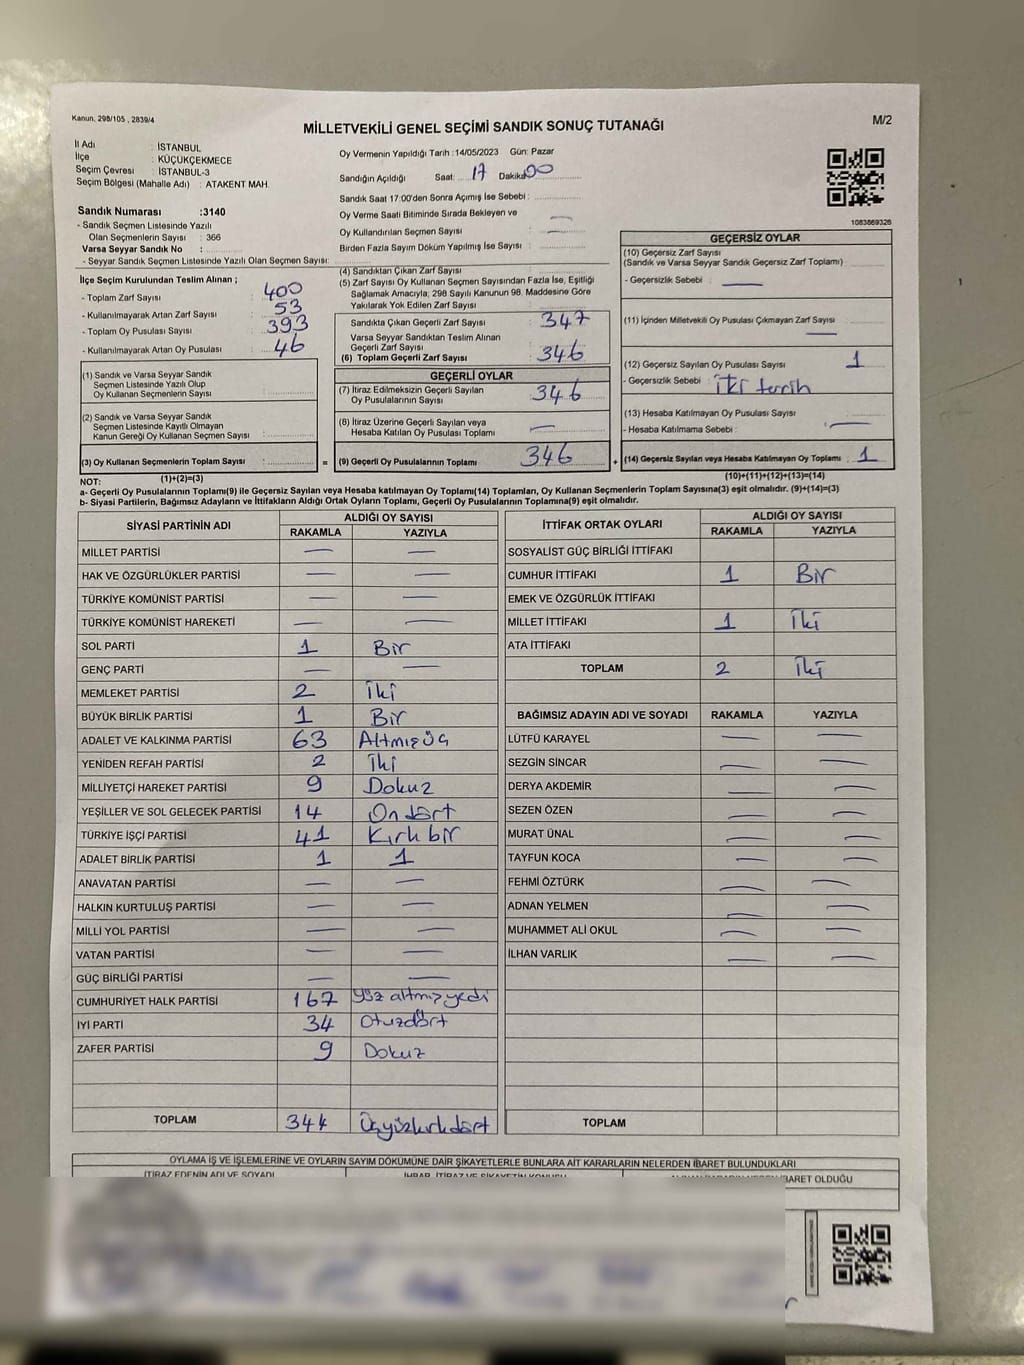 Kanun, 298/105 , 2839/4
M/2
MİLLETVEKİLİ GENEL SEÇİMİ SANDIK SONUÇ TUTANAĞI
İl Adı : İSTANBUL
İlçe : KÜÇÜKÇEKMECE
Seçim Çevresi : İSTANBUL-3
Seçim Bölgesi (Mahalle Adı) : ATAKENT MAH.
Sandık Numarası :3140
- Sandık Seçmen Listesinde Yazılı
Olan Seçmenlerin Sayısı : 366
Varsa Seyyar Sandık No :
- Seyyar Sandık Seçmen Listesinde Yazılı Olan Seçmen Sayısı:
Oy Vermenin Yapıldığı Tarih :14/05/2023 Gün: Pazar
Sandığın Açıldığı Saat: 17 Dakika 00
Sandık Saat 17:00'den Sonra Açımış İse Sebebi :
Oy Verme Saati Bitiminde Sırada Bekleyen ve —
Oy Kullandırılan Seçmen Sayısı : —
Birden Fazla Sayım Döküm Yapılmış İse Sayısı :
1083869326
İlçe Seçim Kurulundan Teslim Alınan ;
- Toplam Zarf Sayısı : 400
- Kullanılmayarak Artan Zarf Sayısı : 53
- Toplam Oy Pusulası Sayısı : 393
- Kullanılmayarak Artan Oy Pusulası : 46
(1) Sandık ve Varsa Seyyar Sandık
Seçmen Listesinde Yazılı Olup
Oy Kullanan Seçmenlerin Sayısı :
(2) Sandık ve Varsa Seyyar Sandık
Seçmen Listesinde Kayıtlı Olmayan
Kanun Gereği Oy Kullanan Seçmen Sayısı :
(3) Oy Kullanan Seçmenlerin Toplam Sayısı :
(4) Sandıktan Çıkan Zarf Sayısı :
(5) Zarf Sayısı Oy Kullanan Seçmen Sayısından Fazla İse, Eşitliği
Sağlamak Amacıyla; 298 Sayılı Kanunun 98. Maddesine Göre
Yakılarak Yok Edilen Zarf Sayısı :
Sandıkta Çıkan Geçerli Zarf Sayısı : 347
Varsa Seyyar Sandıktan Teslim Alınan
Geçerli Zarf Sayısı :
(6) Toplam Geçerli Zarf Sayısı : 346
GEÇERLİ OYLAR
(7) İtiraz Edilmeksizin Geçerli Sayılan
Oy Pusulalarının Sayısı : 346
(8) İtiraz Üzerine Geçerli Sayılan veya
Hesaba Katılan Oy Pusulası Toplamı : —
= (9) Geçerli Oy Pusulalarının Toplamı : 346
GEÇERSİZ OYLAR
(10) Geçersiz Zarf Sayısı
(Sandık ve Varsa Seyyar Sandık Geçersiz Zarf Toplamı) :
- Geçersizlik Sebebi : —
(11) İçinden Milletvekili Oy Pusulası Çıkmayan Zarf Sayısı : —
(12) Geçersiz Sayılan Oy Pusulası Sayısı : 1
- Geçersizlik Sebebi : iki tercih
(13) Hesaba Katılmayan Oy Pusulası Sayısı :
- Hesaba Katılmama Sebebi : —
+ (14) Geçersiz Sayılan veya Hesaba Katılmayan Oy Toplamı : 1
NOT: (1)+(2)=(3) (10)+(11)+(12)+(13)=(14)
a- Geçerli Oy Pusulalarının Toplamı(9) ile Geçersiz Sayılan veya Hesaba katılmayan Oy Toplamı(14) Toplamları, Oy Kullanan Seçmenlerin Toplam Sayısına(3) eşit olmalıdır. (9)+(14)=(3)
b- Siyasi Partilerin, Bağımsız Adayların ve İttifakların Aldığı Ortak Oyların Toplamı, Geçerli Oy Pusulalarının Toplamına(9) eşit olmalıdır.
SİYASİ PARTİNİN ADI ALDIĞI OY SAYISI
RAKAMLA YAZIYLA
MİLLET PARTİSİ — —
HAK VE ÖZGÜRLÜKLER PARTİSİ — —
TÜRKİYE KOMÜNİST PARTİSİ — —
TÜRKİYE KOMÜNİST HAREKETİ — —
SOL PARTİ 1 Bir
GENÇ PARTİ — —
MEMLEKET PARTİSİ 2 İki
BÜYÜK BİRLİK PARTİSİ 1 Bir
ADALET VE KALKINMA PARTİSİ 63 Altmışüç
YENİDEN REFAH PARTİSİ 2 İki
MİLLİYETÇİ HAREKET PARTİSİ 9 Dokuz
YEŞİLLER VE SOL GELECEK PARTİSİ 14 On dört
TÜRKİYE İŞÇİ PARTİSİ 41 Kırk bir
ADALET BİRLİK PARTİSİ 1 1
ANAVATAN PARTİSİ — —
HALKIN KURTULUŞ PARTİSİ — —
MİLLİ YOL PARTİSİ — —
VATAN PARTİSİ — —
GÜÇ BİRLİĞİ PARTİSİ — —
CUMHURİYET HALK PARTİSİ 167 yüz altmış yedi
İYİ PARTİ 34 Otuzdört
ZAFER PARTİSİ 9 Dokuz
TOPLAM 344 Üçyüzkırkdört
İTTİFAK ORTAK OYLARI ALDIĞI OY SAYISI
RAKAMLA YAZIYLA
SOSYALİST GÜÇ BİRLİĞİ İTTİFAKI
CUMHUR İTTİFAKI 1 Bir
EMEK VE ÖZGÜRLÜK İTTİFAKI
MİLLET İTTİFAKI 1 İki
ATA İTTİFAKI
TOPLAM 2 İki
BAĞIMSIZ ADAYIN ADI VE SOYADI RAKAMLA YAZIYLA
LÜTFÜ KARAYEL — —
SEZGİN SİNCAR — —
DERYA AKDEMİR — —
SEZEN ÖZEN — —
MURAT ÜNAL — —
TAYFUN KOCA — —
FEHMİ ÖZTÜRK — —
ADNAN YELMEN — —
MUHAMMET ALİ OKUL — —
İLHAN VARLIK — —
TOPLAM
OYLAMA İŞ VE İŞLEMLERİNE VE OYLARIN SAYIM DÖKÜMÜNE DAİR ŞİKAYETLERLE BUNLARA AİT KARARLARIN NELERDEN İBARET BULUNDUKLARI
İTİRAZ EDENİN ADI VE SOYADI İHBAR, İTİRAZ VE ŞİKAYETİN KONUSU İBARET OLDUĞU